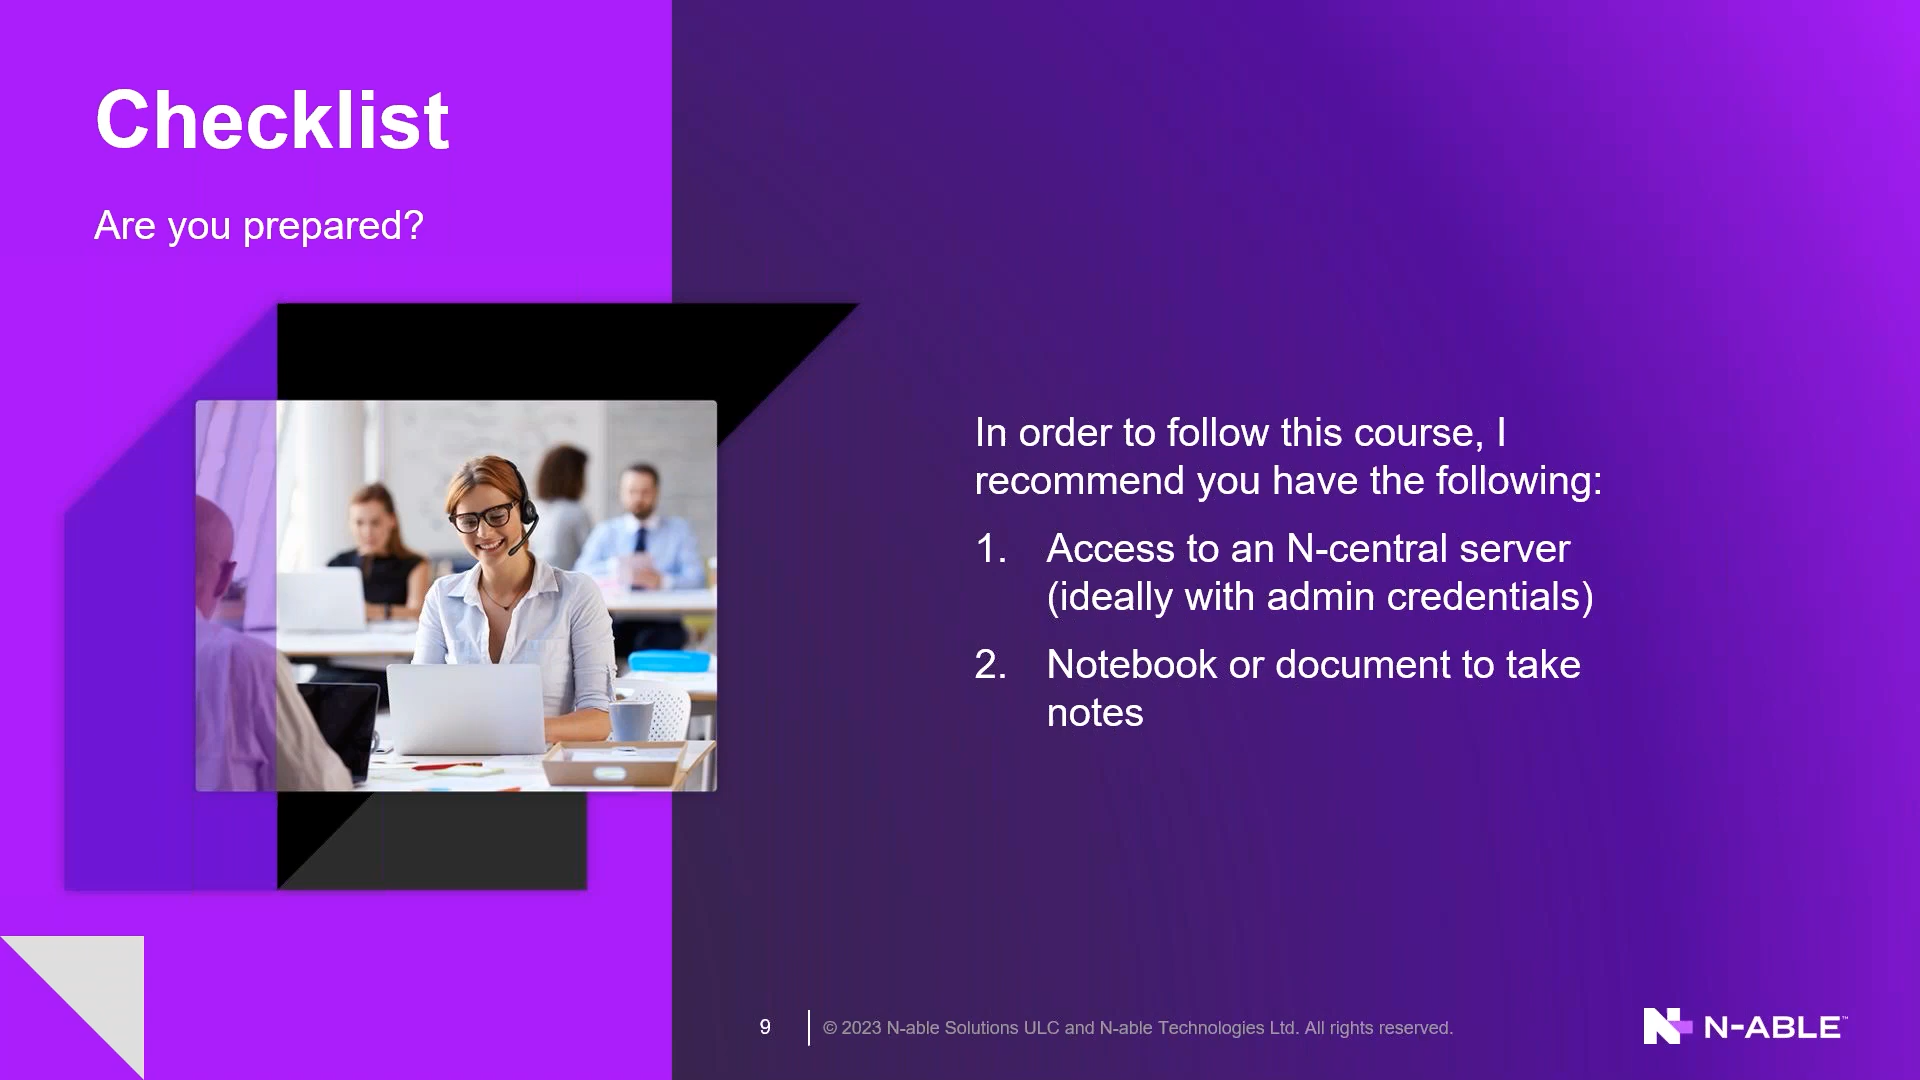 Checklist
Are you prepared?
In order to follow this course, I
recommend you have the following:
1. Access to an N-central server
(ideally with admin credentials)
2. Notebook or document to take
notes
9
© 2023 N-able Solutions ULC and N-able Technologies Ltd. All rights reserved.
N-ABLE™